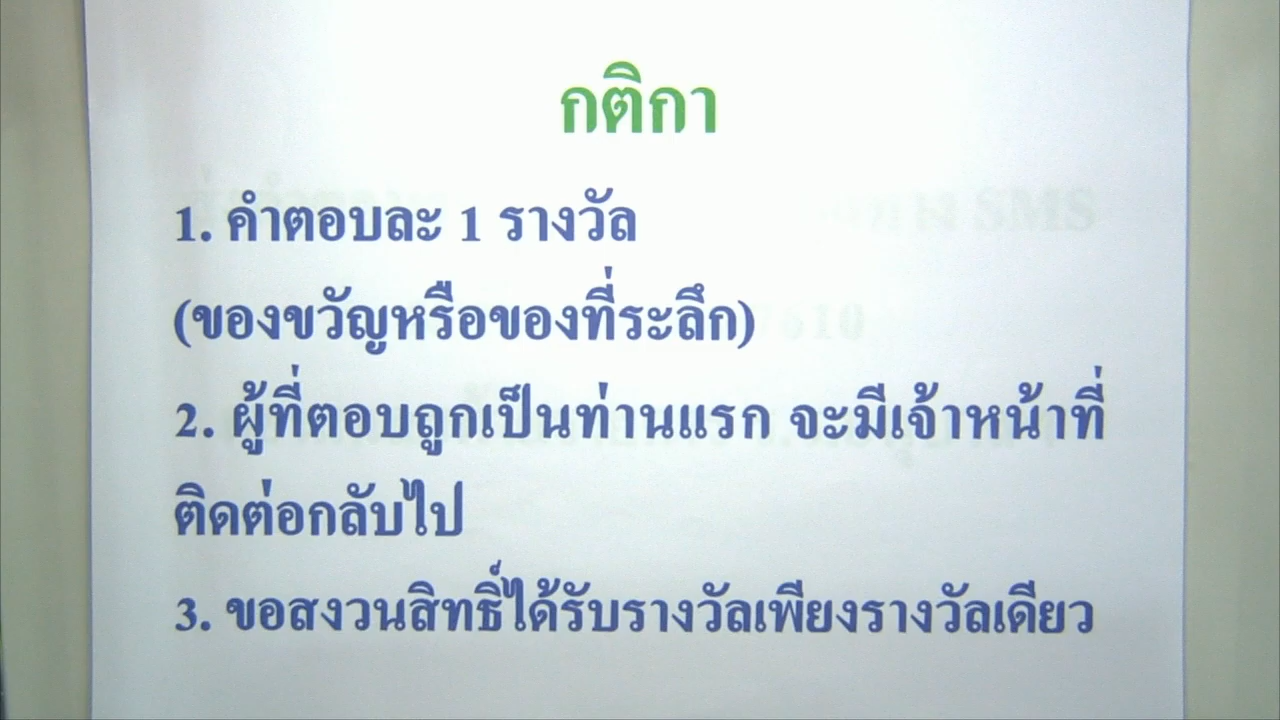 กติกา
1. คำตอบละ 1 รางวัล
(ของขวัญหรือของที่ระลึก)
2. ผู้ที่ตอบถูกเป็นท่านแรก จะมีเจ้าหน้าที่
ติดต่อกลับไป
3. ขอสงวนสิทธิ์ได้รับรางวัลเพียงรางวัลเดียว